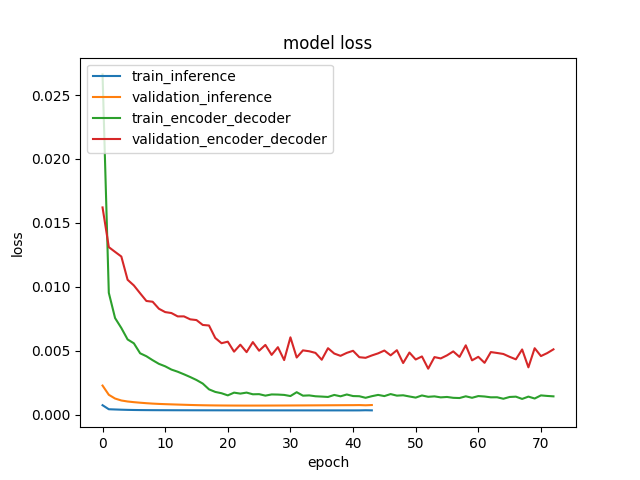 model loss
train_inference
validation_inference
train_encoder_decoder
validation_encoder_decoder
0.025
0.020
0.015
0.010
0.005
0.000
loss
0 10 20 30 40 50 60 70
epoch